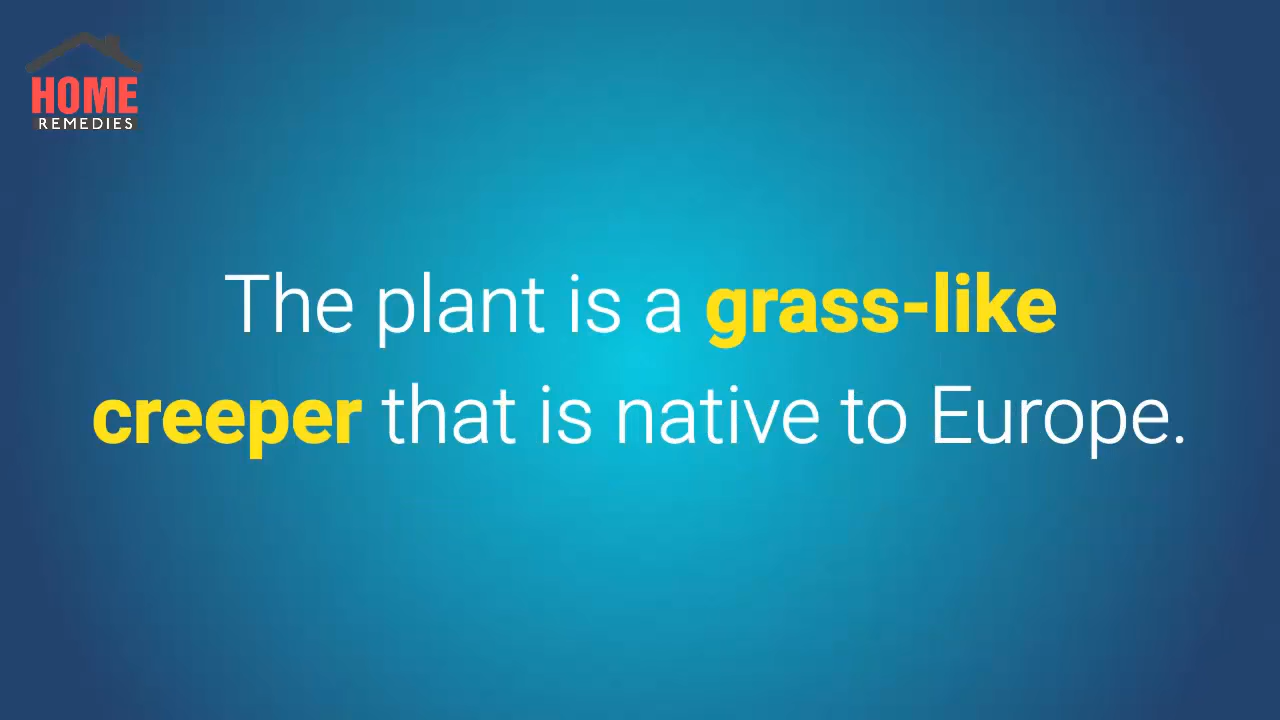 HOME
REMEDIES
The plant is a grass-like
creeper that is native to Europe.